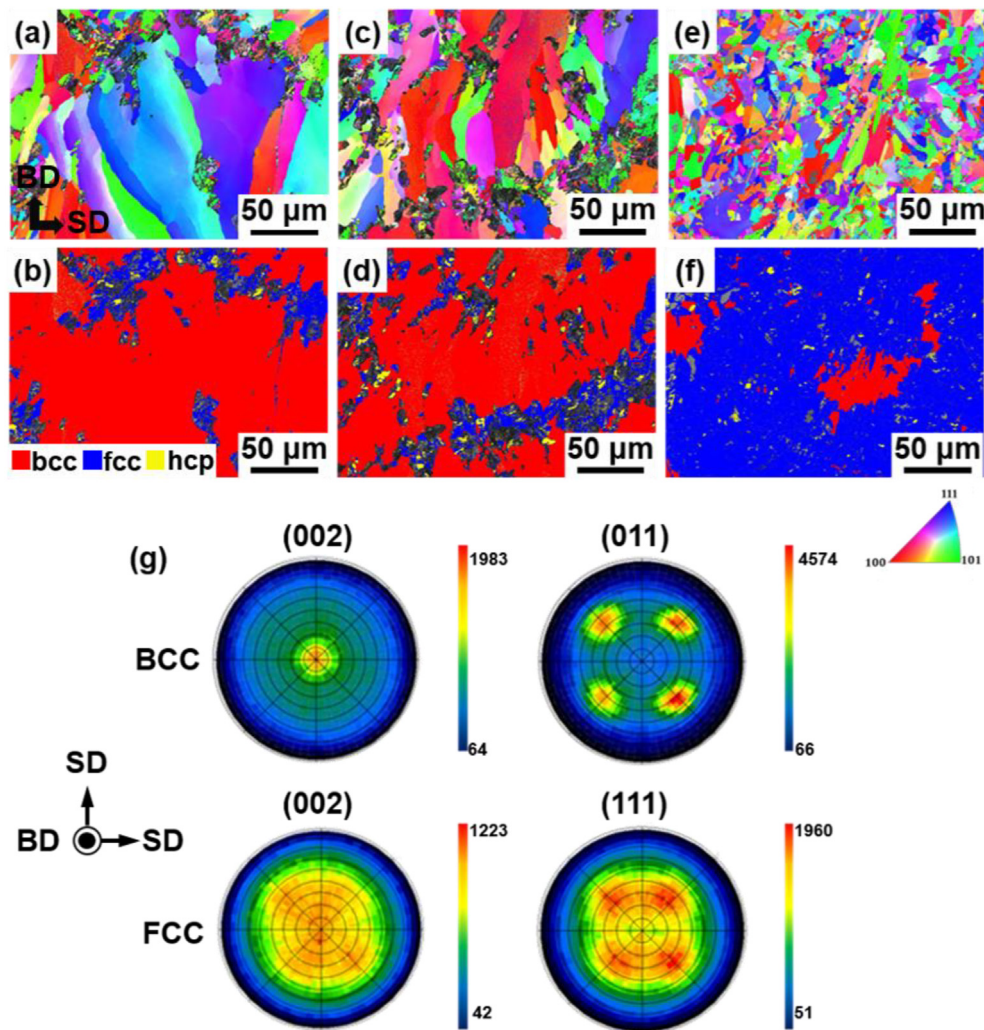 (a) (c) (e)
BD
SD
50 μm 50 μm 50 μm
(b) (d) (f)
bcc fcc hcp 50 μm 50 μm 50 μm
111
100 101
(g) (002) (011)
1983 4574
BCC
64 66
SD
BD SD
(002) (111)
1223 1960
FCC
42 51